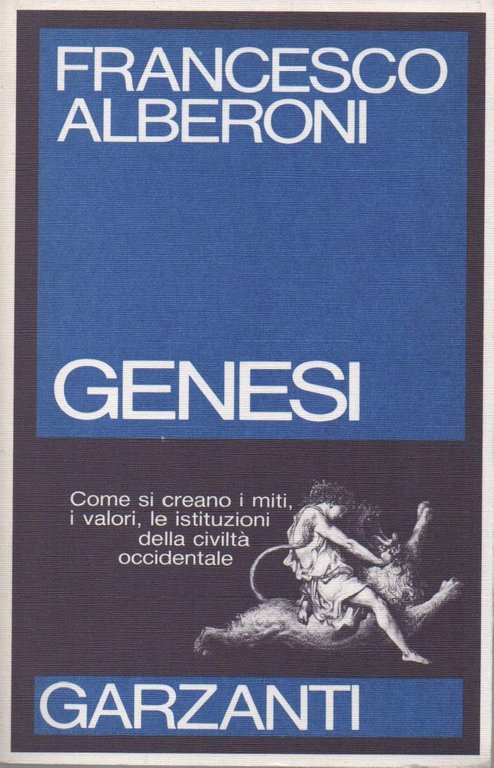 FRANCESCO
ALBERONI
GENESI
Come si creano i miti,
i valori, le istituzioni
della civiltà
occidentale
GARZANTI